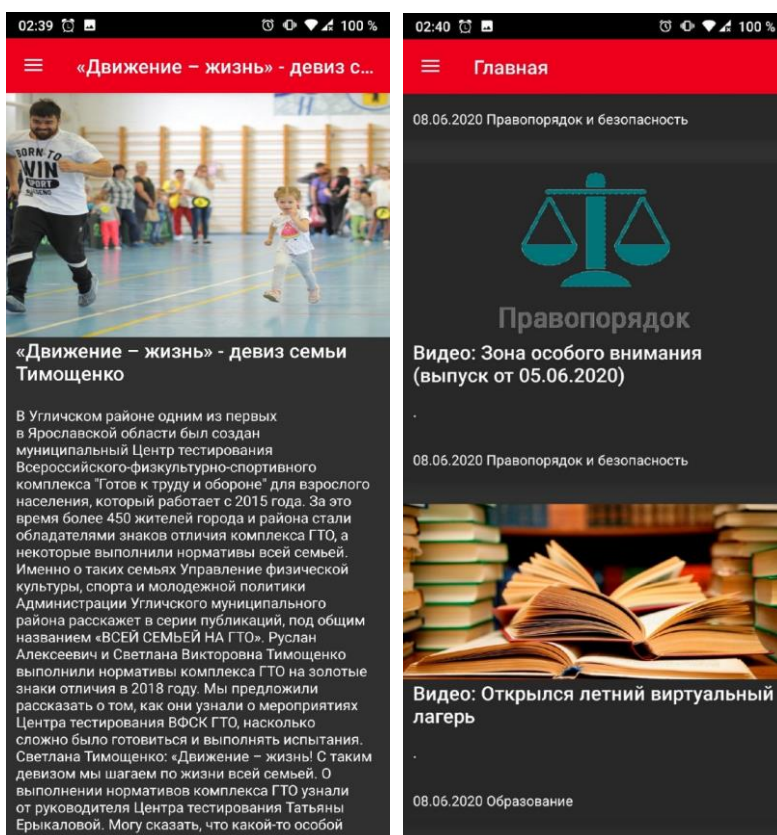 02:39
100 %
«Движение – жизнь» - девиз с...
BORN TO
WIN
SPORT
«Движение – жизнь» - девиз семьи
Тимощенко
В Угличском районе одним из первых
в Ярославской области был создан
муниципальный Центр тестирования
Всероссийского-физкультурно-спортивного
комплекса "Готов к труду и обороне" для взрослого
населения, который работает с 2015 года. За это
время более 450 жителей города и района стали
обладателями знаков отличия комплекса ГТО, а
некоторые выполнили нормативы всей семьей.
Именно о таких семьях Управление физической
культуры, спорта и молодежной политики
Администрации Угличского муниципального
района расскажет в серии публикаций, под общим
названием «ВСЕЙ СЕМЬЕЙ НА ГТО». Руслан
Алексеевич и Светлана Викторовна Тимощенко
выполнили нормативы комплекса ГТО на золотые
знаки отличия в 2018 году. Мы предложили
рассказать о том, как они узнали о мероприятиях
Центра тестирования ВФСК ГТО, насколько
сложно было готовиться и выполнять испытания.
Светлана Тимощенко: «Движение – жизнь! С таким
девизом мы шагаем по жизни всей семьей. О
выполнении нормативов комплекса ГТО узнали
от руководителя Центра тестирования Татьяны
Ерыкаловой. Могу сказать, что какой-то особой
02:40
100 %
Главная
08.06.2020 Правопорядок и безопасность
Правопорядок
Видео: Зона особого внимания
(выпуск от 05.06.2020)
.
08.06.2020 Правопорядок и безопасность
Видео: Открылся летний виртуальный
лагерь
.
08.06.2020 Образование